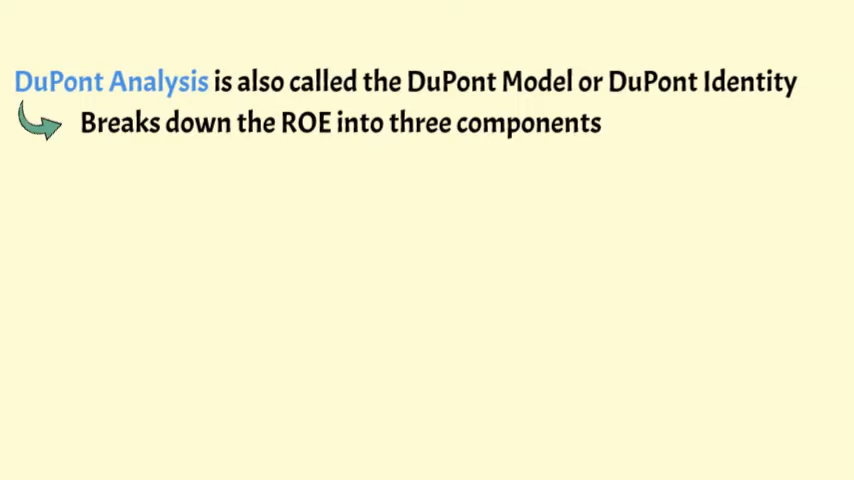 DuPont Analysis is also called the DuPont Model or DuPont Identity
Breaks down the ROE into three components